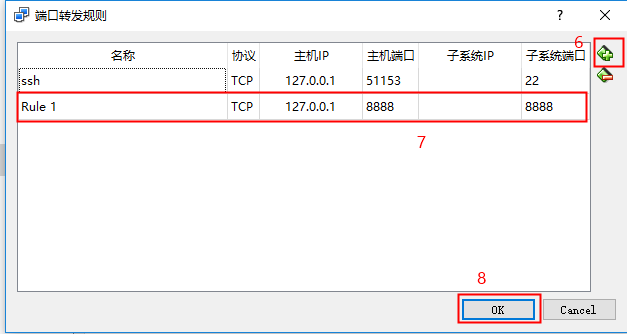 端口转发规则 ? ×
6
名称 协议 主机IP 主机端口 子系统IP 子系统端口
ssh TCP 127.0.0.1 51153 22
Rule 1 TCP 127.0.0.1 8888 8888
7
8
OK Cancel